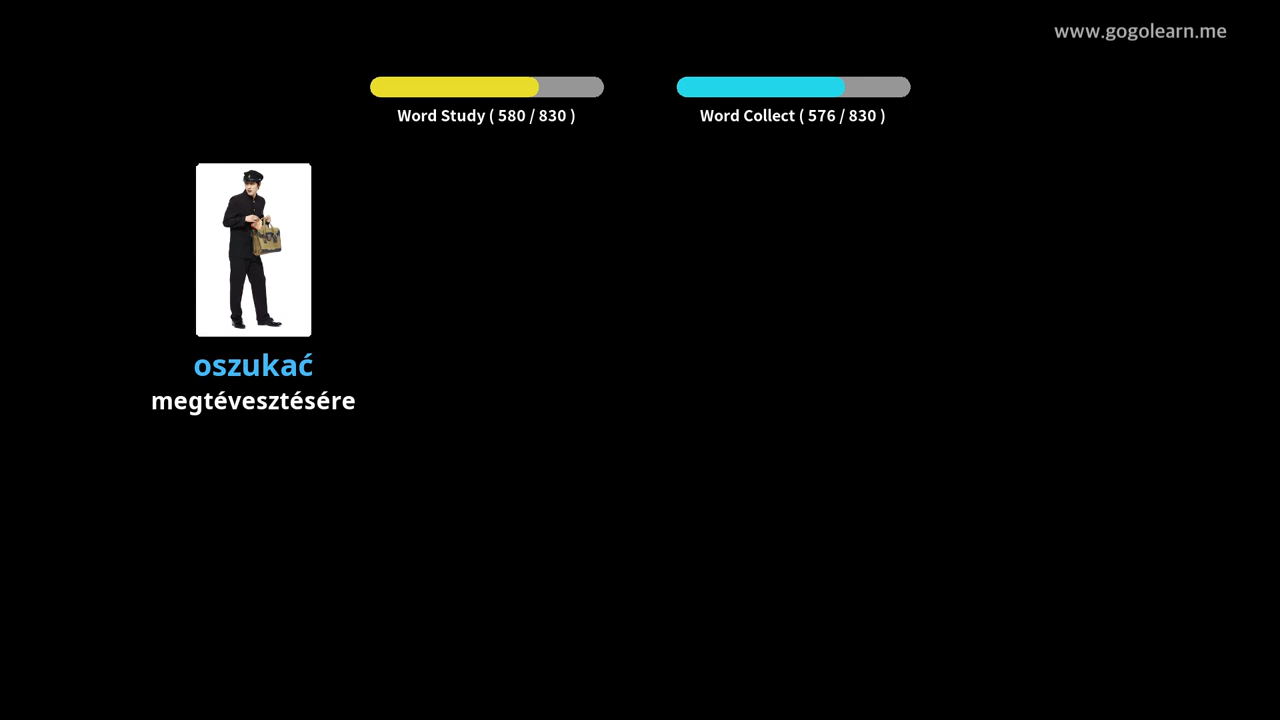 www.gogolearn.me
Word Study ( 580 / 830 )
Word Collect ( 576 / 830 )
oszukać
megtévesztésére